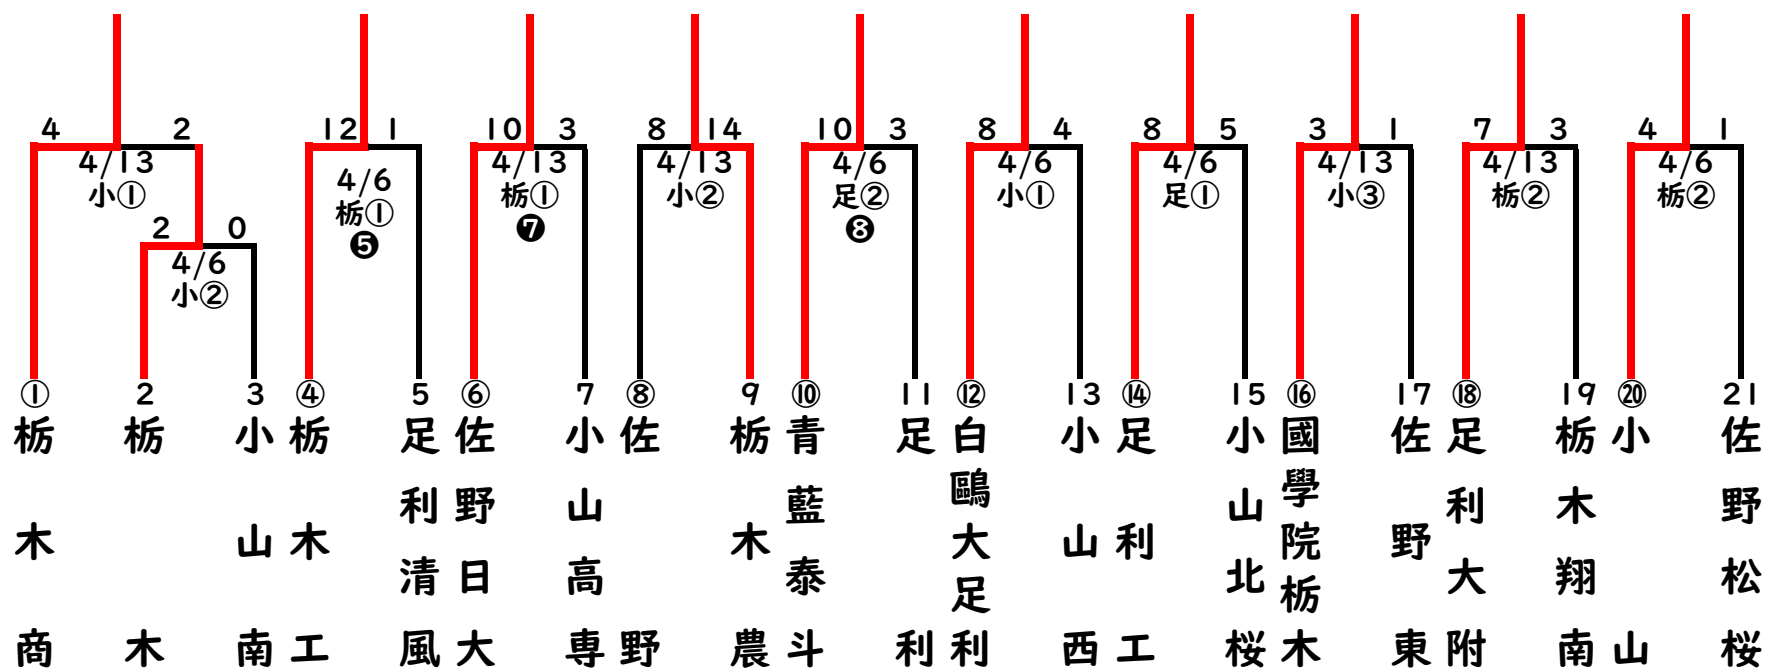 4 2 12 1 10 3 8 14 10 3 8 4 8 5 3 1 7 3 4 1
4/13 4/6 4/13 4/13 4/6 4/6 4/6 4/13 4/13 4/6
小① 栃① 栃① 小② 足② 小① 足① 小③ 栃② 栃②
❺ ❼ ❽
2 0
4/6
小②
① 2 3 ④ 5 ⑥ 7 ⑧ 9 ⑩ 11 ⑫ 13 ⑭ 15 ⑯ 17 ⑱ 19 ⑳ 21
栃木商
栃木
小山南
栃木工
足利清風
佐野日大
小山高専
佐野
栃木農
青藍泰斗
足利
白鷗大足利
小山西
足利工
小山北桜
國學院栃木
佐野東
足利大附
栃木翔南
小山
佐野松桜